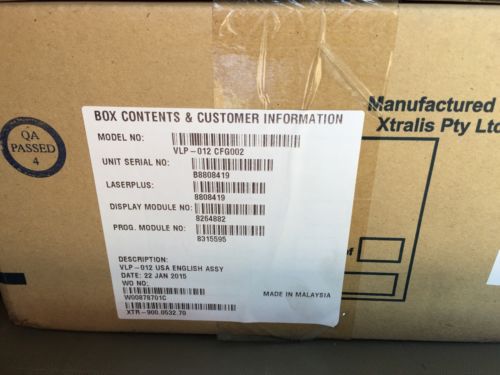 BOX CONTENTS & CUSTOMER INFORMATION
MODEL NO:
VLP-012 CFG002
UNIT SERIAL NO:
B8808419
LASERPLUS:
8808419
DISPLAY MODULE NO:
8264882
PROG. MODULE NO:
8315595
DESCRIPTION:
VLP-012 USA ENGLISH ASSY
DATE: 22 JAN 2015
WO NO:
W00878701C
MADE IN MALAYSIA
XTR-900.0532.70
QA
PASSED
4
Manufactured
Xtralis Pty Ltd
of